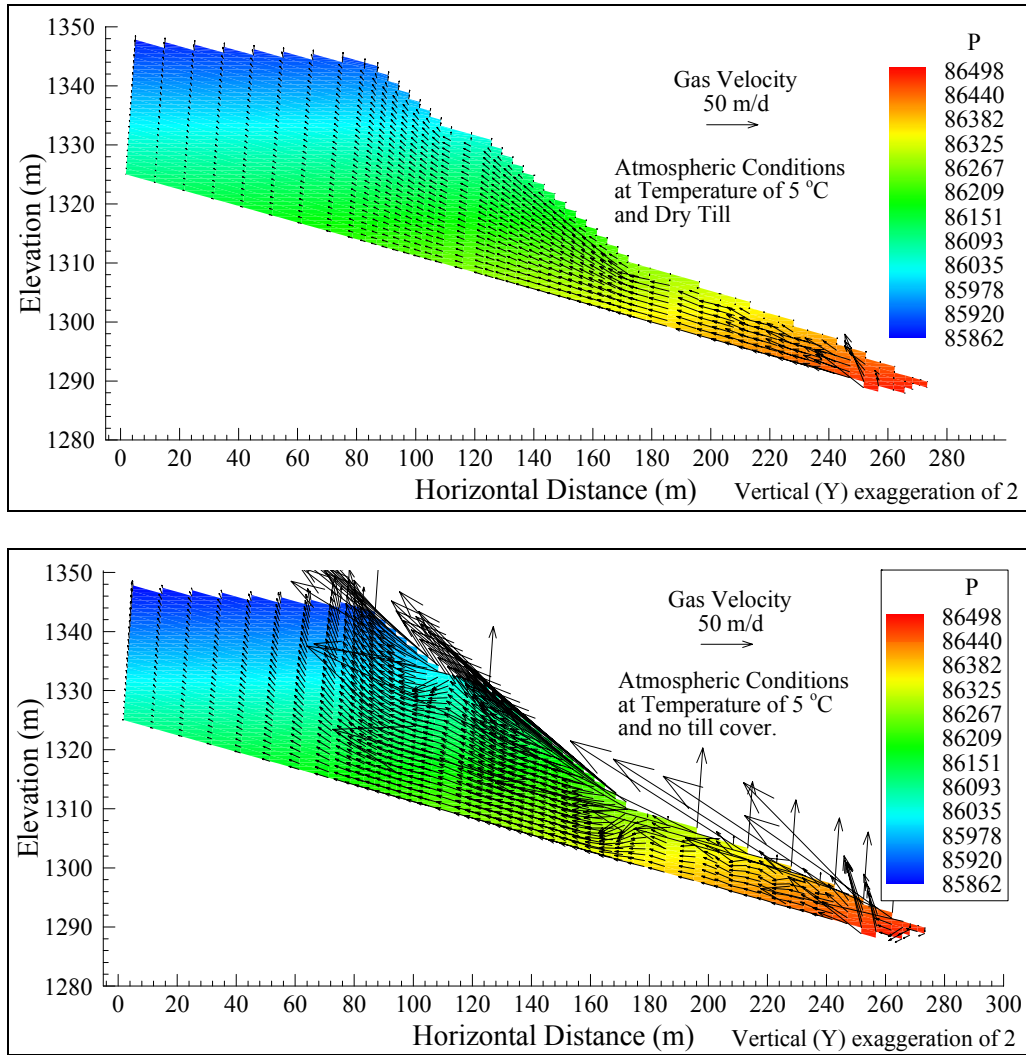 1350
1340
1330
1320
1310
1300
1290
1280
Elevation (m)
Gas Velocity
50 m/d
Atmospheric Conditions
at Temperature of 5 °C
and Dry Till
P
86498
86440
86382
86325
86267
86209
86151
86093
86035
85978
85920
85862
0 20 40 60 80 100 120 140 160 180 200 220 240 260 280
Horizontal Distance (m)
Vertical (Y) exaggeration of 2
1350
1340
1330
1320
1310
1300
1290
1280
Elevation (m)
Gas Velocity
50 m/d
Atmospheric Conditions
at Temperature of 5 °C
and no till cover.
P
86498
86440
86382
86325
86267
86209
86151
86093
86035
85978
85920
85862
0 20 40 60 80 100 120 140 160 180 200 220 240 260 280 300
Horizontal Distance (m)
Vertical (Y) exaggeration of 2